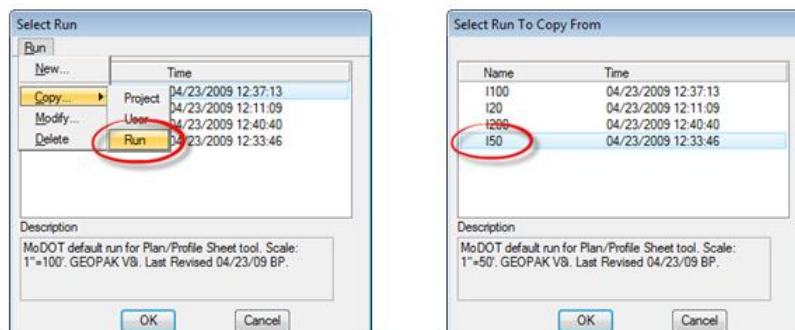 Select Run
Run
New...
Time
Copy...
Project
04/23/2009 12:37:13
Modify...
User
04/23/2009 12:11:09
04/23/2009 12:40:40
Delete
Run
04/23/2009 12:33:46
Description
MoDOT default run for Plan/Profile Sheet tool. Scale:
1"=100'. GEOPAK V8i. Last Revised 04/23/09 BP.
OK
Cancel
Select Run To Copy From
Name Time
I100 04/23/2009 12:37:13
I20 04/23/2009 12:11:09
I200 04/23/2009 12:40:40
I50 04/23/2009 12:33:46
Description
MoDOT default run for Plan/Profile Sheet tool. Scale:
1"=50'. GEOPAK V8i. Last Revised 04/23/09 BP.
OK
Cancel